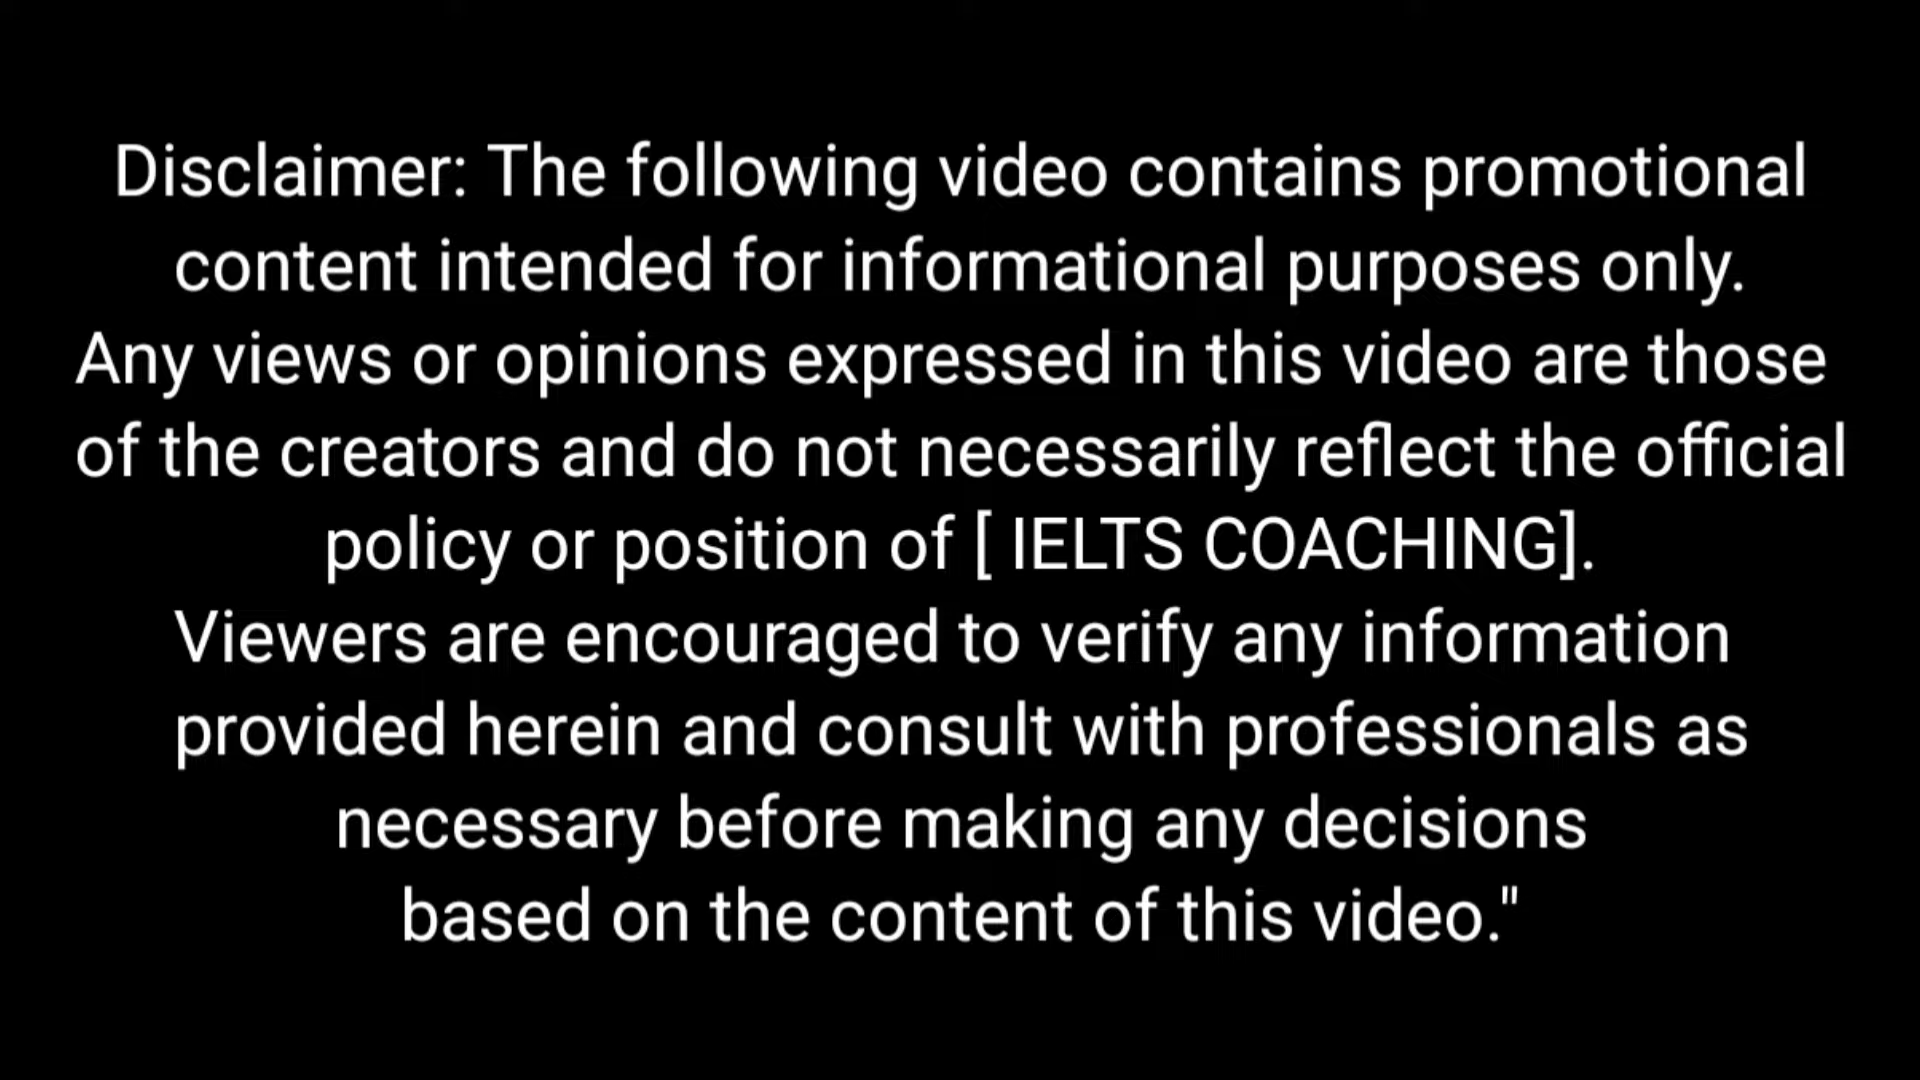 Disclaimer: The following video contains promotional
content intended for informational purposes only.
Any views or opinions expressed in this video are those
of the creators and do not necessarily reflect the official
policy or position of [ IELTS COACHING].
Viewers are encouraged to verify any information
provided herein and consult with professionals as
necessary before making any decisions
based on the content of this video."